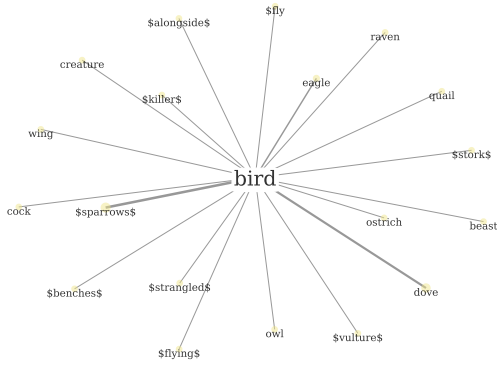 $fly$
$alongside$
raven
creature
eagle
$killer$
quail
wing
$stork$
bird
cock
$sparrows$
ostrich
beast
$benches$
$strangled$
dove
owl
$vulture$
$flying$